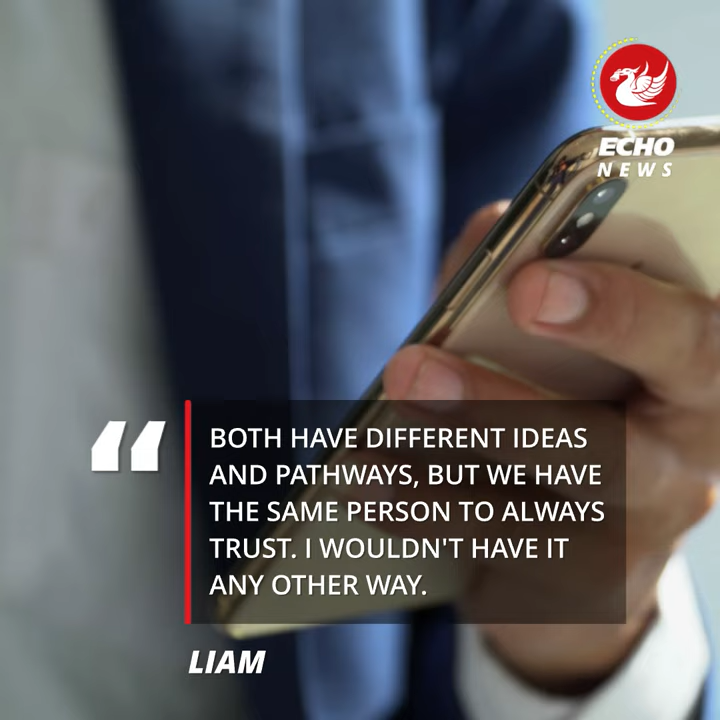 ECHO
NEWS
“
BOTH HAVE DIFFERENT IDEAS
AND PATHWAYS, BUT WE HAVE
THE SAME PERSON TO ALWAYS
TRUST. I WOULDN'T HAVE IT
ANY OTHER WAY.
LIAM